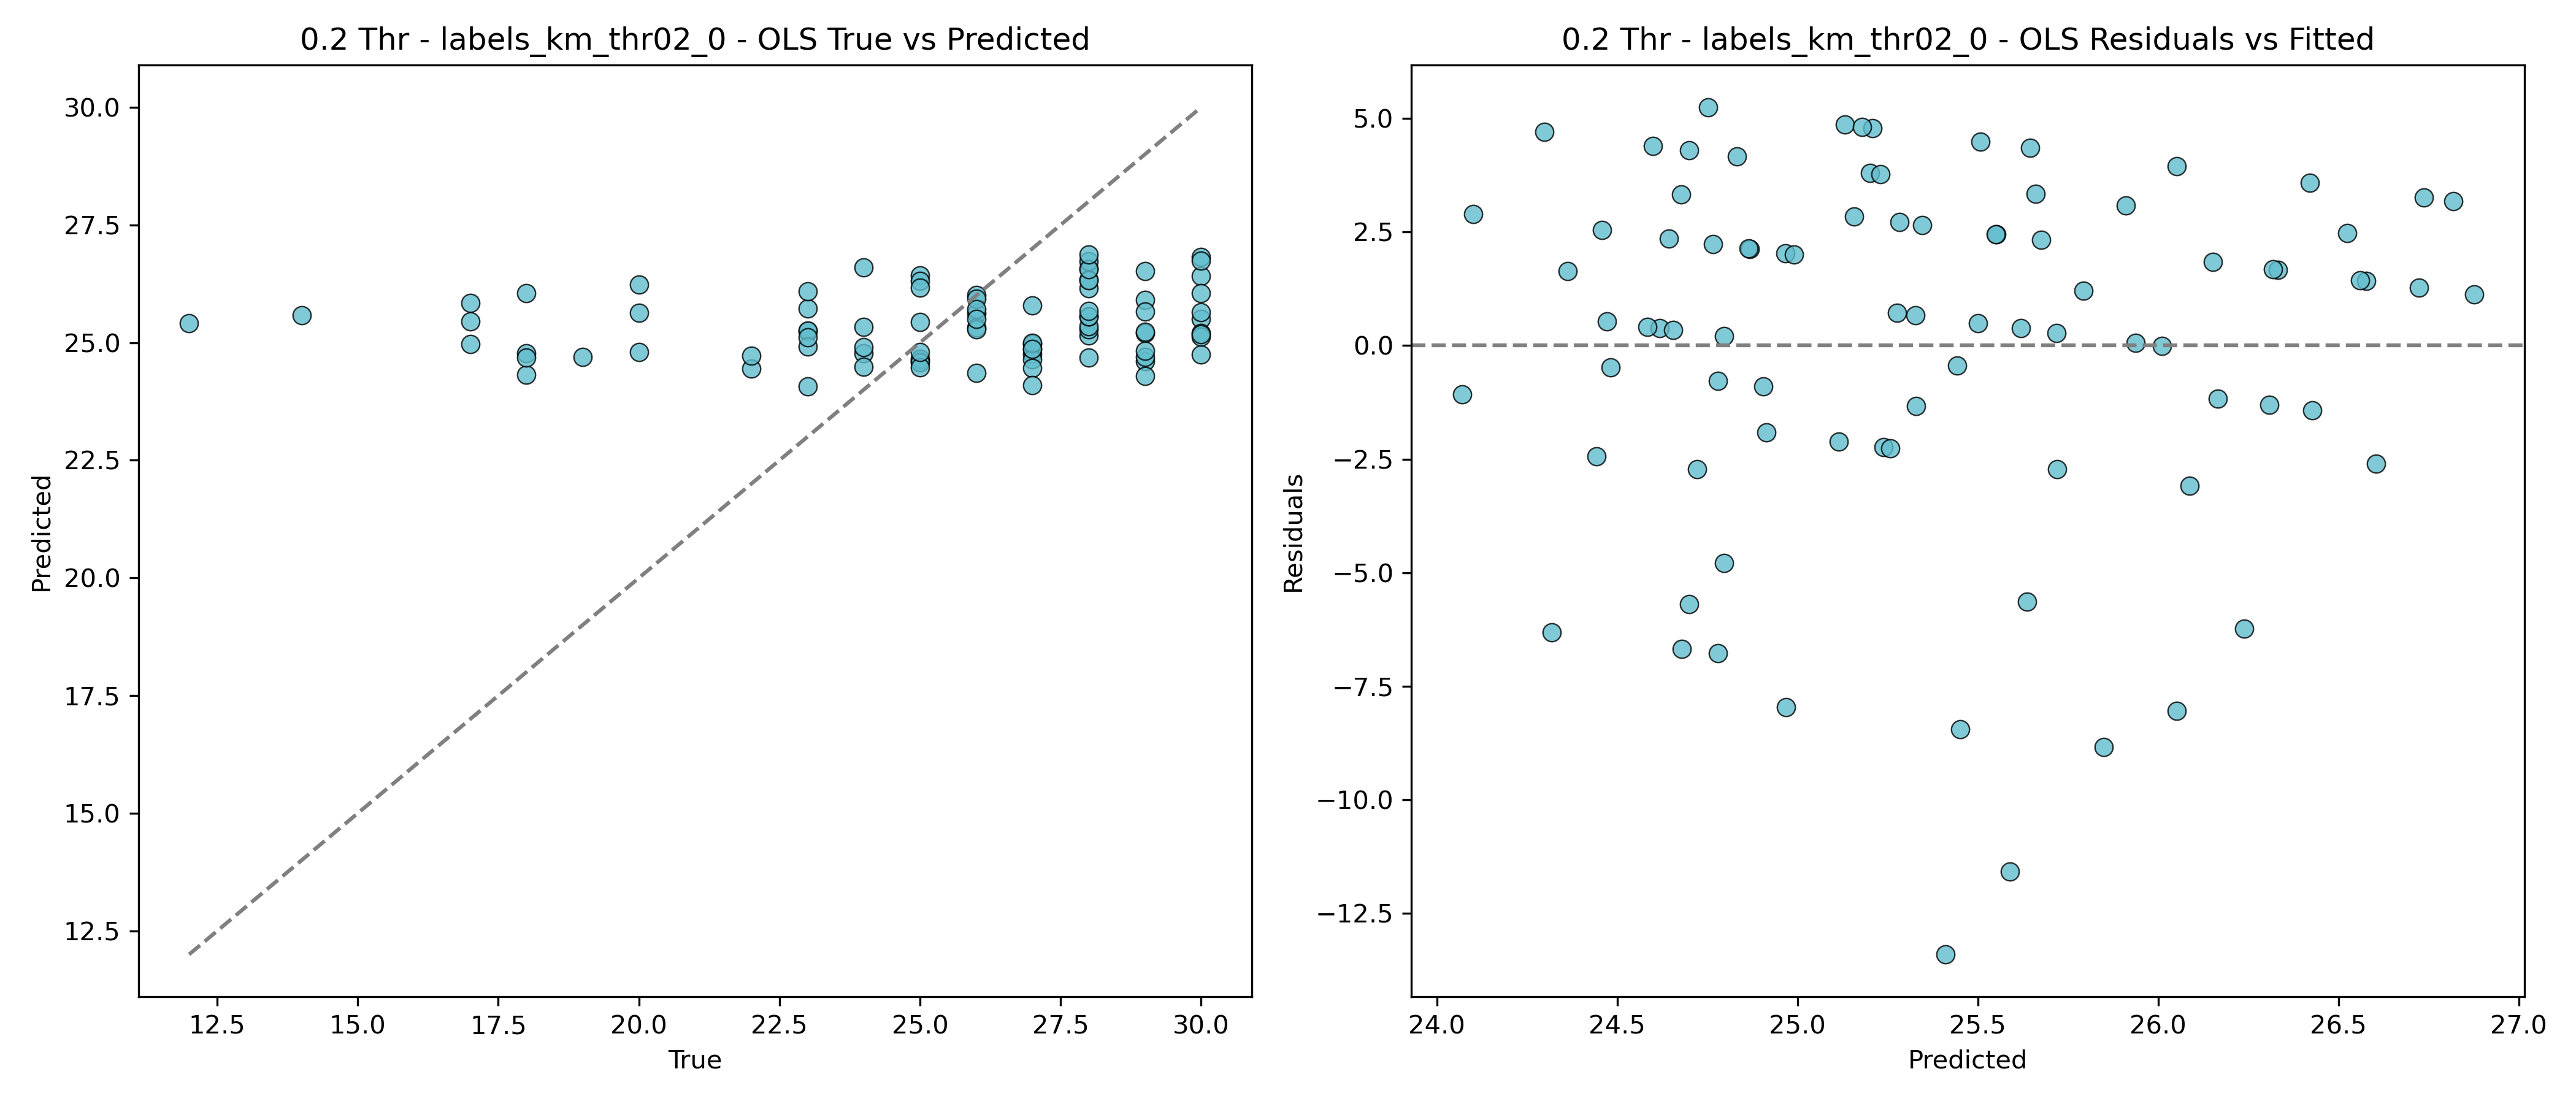 0.2 Thr - labels_km_thr02_0 - OLS True vs Predicted
30.0
27.5
25.0
22.5
20.0
17.5
15.0
12.5
Predicted
12.5 15.0 17.5 20.0 22.5 25.0 27.5 30.0
True
0.2 Thr - labels_km_thr02_0 - OLS Residuals vs Fitted
5.0
2.5
0.0
−2.5
−5.0
−7.5
−10.0
−12.5
Residuals
24.0 24.5 25.0 25.5 26.0 26.5 27.0
Predicted